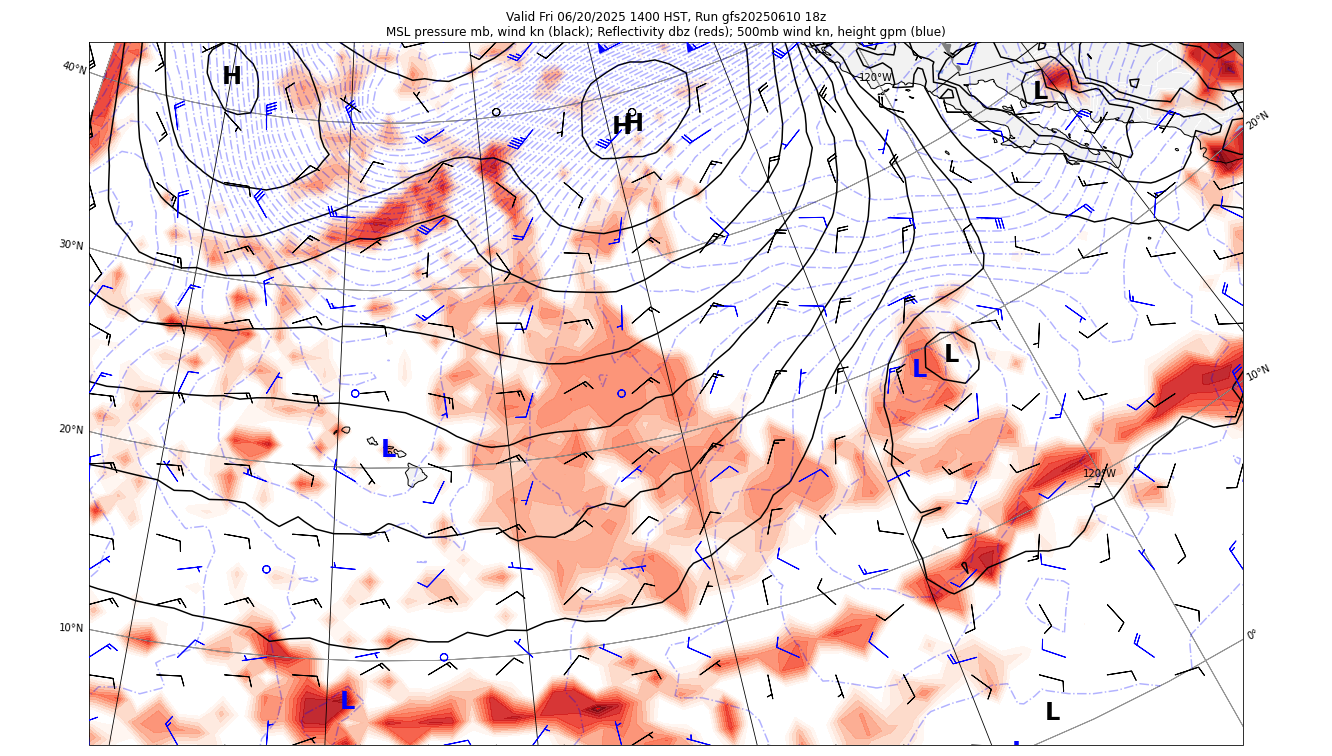 Valid Fri 06/20/2025 1400 HST, Run gfs20250610 18z
MSL pressure mb, wind kn (black); Reflectivity dbz (reds); 500mb wind kn, height gpm (blue)
40°N
H
120°W
L
20°N
H
H
30°N
L
L
10°N
20°N
L
120°W
10°N
0°
L
L